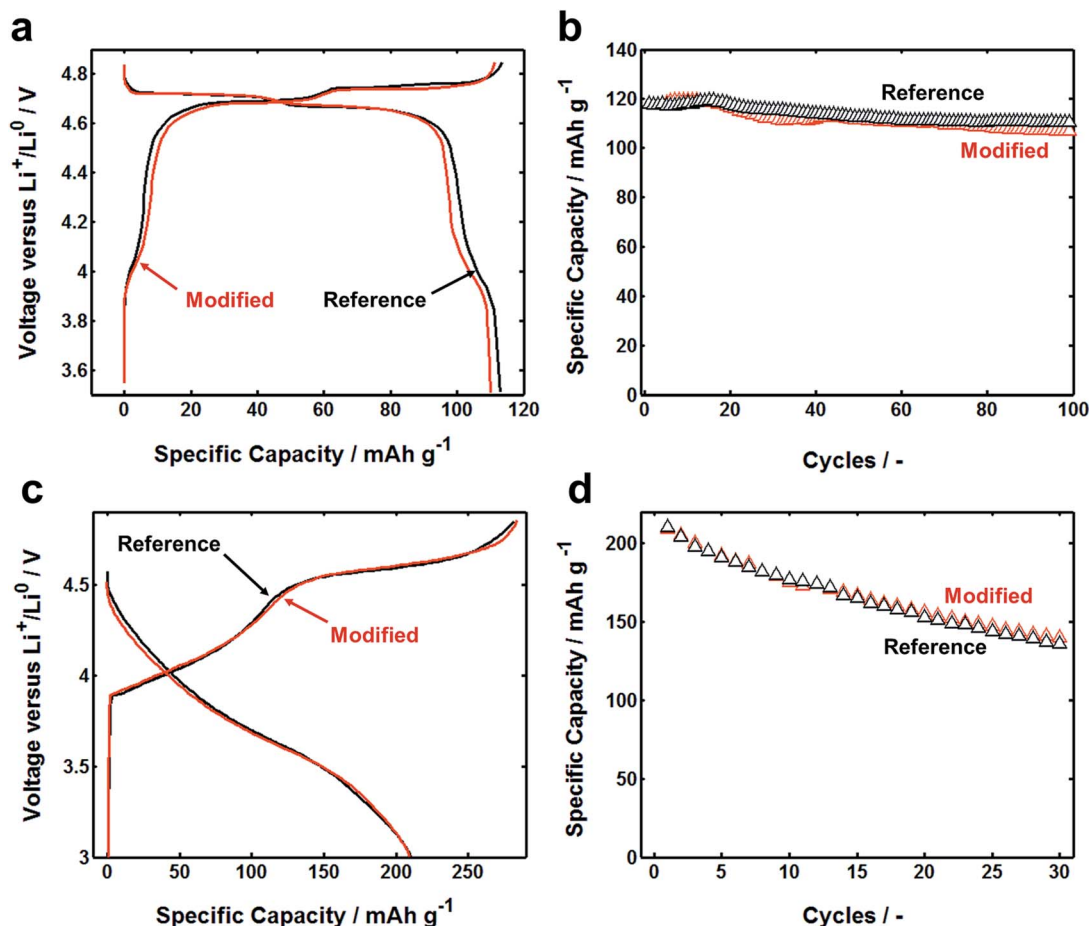 a
Voltage versus Li⁺/Li⁰ / V
4.8
4.6
4.4
4.2
4
3.8
3.6
Modified
Reference
0 20 40 60 80 100 120
Specific Capacity / mAh g⁻¹
b
Specific Capacity / mAh g⁻¹
140
120
100
80
60
40
20
0
Reference
Modified
0 20 40 60 80 100
Cycles / -
c
Voltage versus Li⁺/Li⁰ / V
4.5
4
3.5
3
Reference
Modified
0 50 100 150 200 250
Specific Capacity / mAh g⁻¹
d
Specific Capacity / mAh g⁻¹
200
150
100
50
0
Modified
Reference
0 5 10 15 20 25 30
Cycles / -